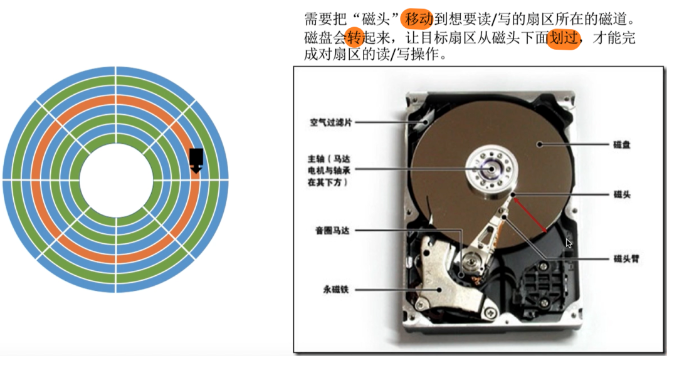 需要把“磁头”移动到想要读/写的扇区所在的磁道。
磁盘会转起来，让目标扇区从磁头下面划过，才能完
成对扇区的读/写操作。
空气过滤片
主轴（马达
电机与轴承
在其下方）
音圈马达
永磁铁
磁盘
磁头
磁头臂